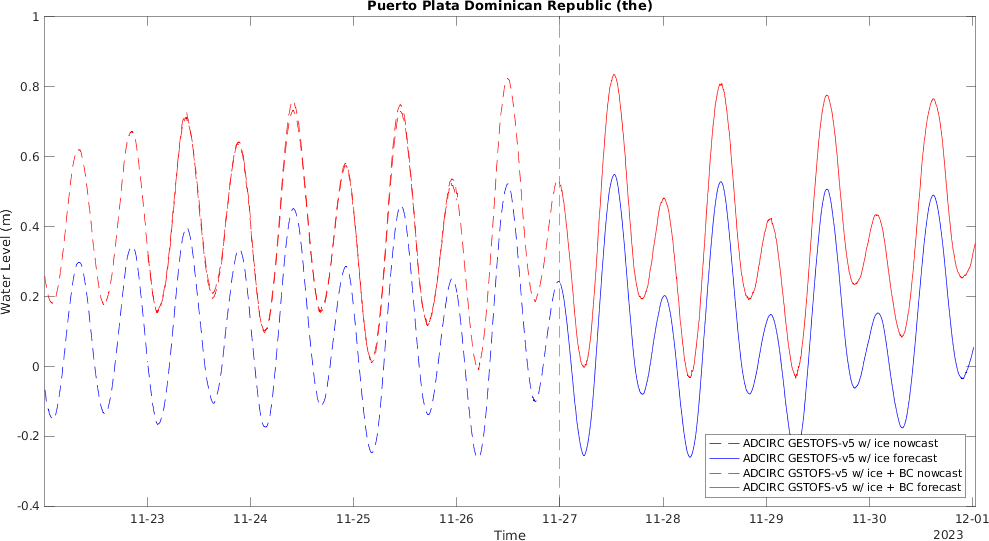 Puerto Plata Dominican Republic (the)
1
0.8
0.6
0.4
0.2
0
-0.2
-0.4
Water Level (m)
ADCIRC GESTOFS-v5 w/ ice nowcast
ADCIRC GESTOFS-v5 w/ ice forecast
ADCIRC GSTOFS-v5 w/ ice + BC nowcast
ADCIRC GSTOFS-v5 w/ ice + BC forecast
11-23 11-24 11-25 11-26 11-27 11-28 11-29 11-30 12-01
Time
2023